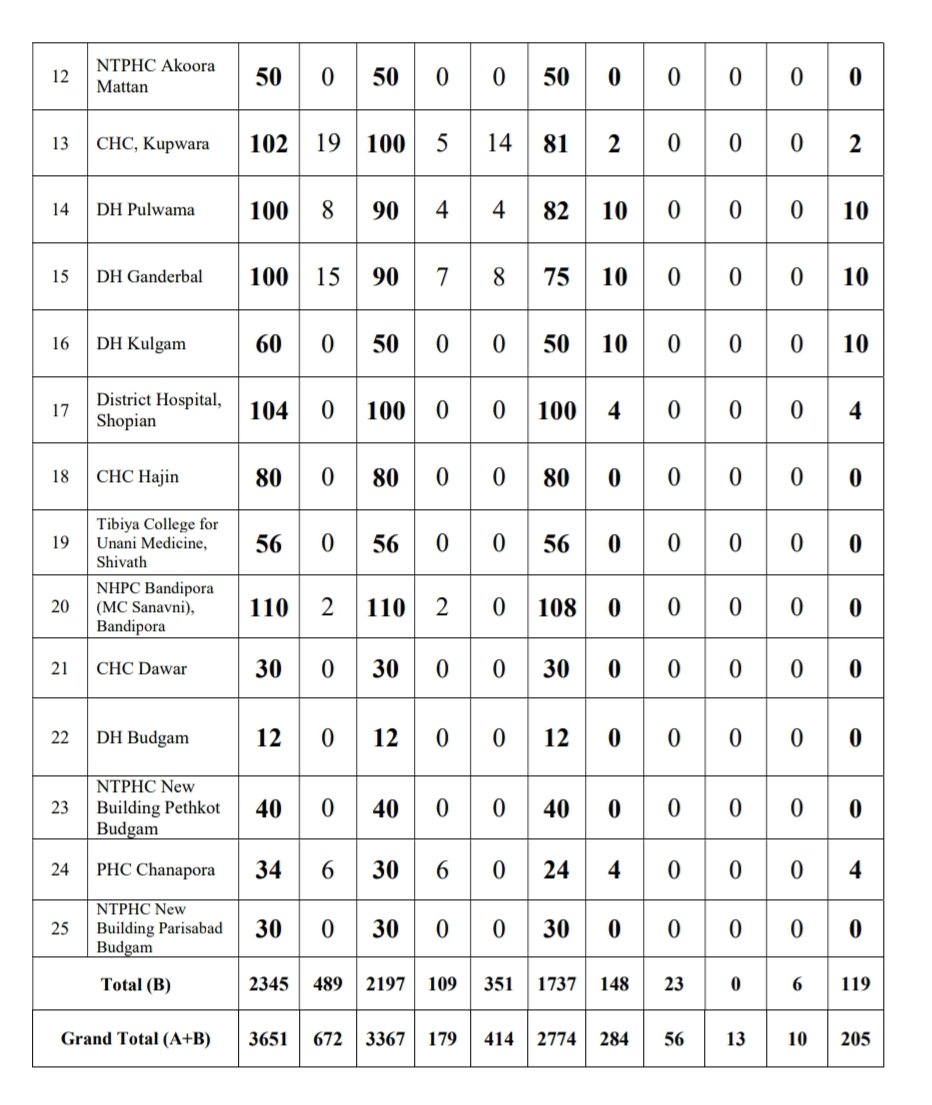 12 NTPHC Akoora Mattan 50 0 50 0 0 50 0 0 0 0 0
13 CHC, Kupwara 102 19 100 5 14 81 2 0 0 0 2
14 DH Pulwama 100 8 90 4 4 82 10 0 0 0 10
15 DH Ganderbal 100 15 90 7 8 75 10 0 0 0 10
16 DH Kulgam 60 0 50 0 0 50 10 0 0 0 10
17 District Hospital, Shopian 104 0 100 0 0 100 4 0 0 0 4
18 CHC Hajin 80 0 80 0 0 80 0 0 0 0 0
19 Tibiya College for Unani Medicine, Shivath 56 0 56 0 0 56 0 0 0 0 0
20 NHPC Bandipora (MC Sanavni), Bandipora 110 2 110 2 0 108 0 0 0 0 0
21 CHC Dawar 30 0 30 0 0 30 0 0 0 0 0
22 DH Budgam 12 0 12 0 0 12 0 0 0 0 0
23 NTPHC New Building Pethkot Budgam 40 0 40 0 0 40 0 0 0 0 0
24 PHC Chanapora 34 6 30 6 0 24 4 0 0 0 4
25 NTPHC New Building Parisabad Budgam 30 0 30 0 0 30 0 0 0 0 0
Total (B) 2345 489 2197 109 351 1737 148 23 0 6 119
Grand Total (A+B) 3651 672 3367 179 414 2774 284 56 13 10 205